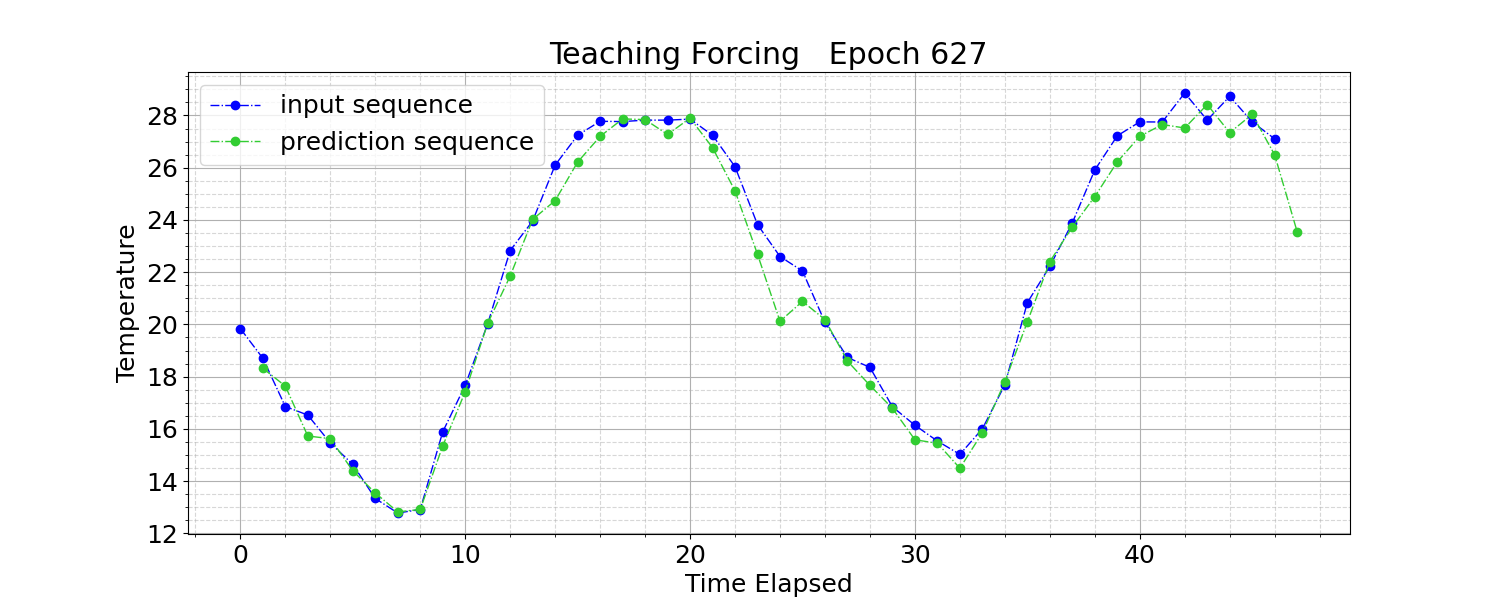 Teaching Forcing   Epoch 627
input sequence
prediction sequence
28
26
24
22
20
18
16
14
12
Temperature
0 10 20 30 40
Time Elapsed